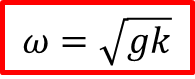 ω = √gk